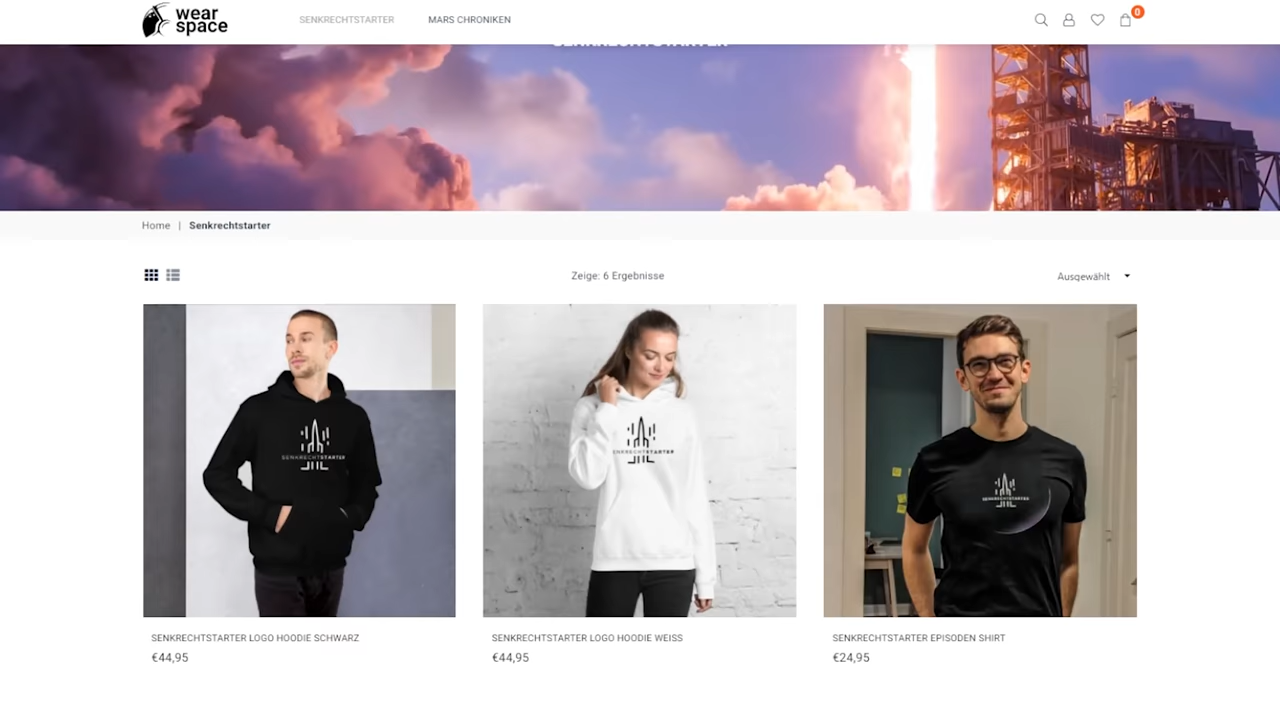 wear
space
SENKRECHTSTARTER
MARS CHRONIKEN
0
SENKRECHTSTARTER
Home | Senkrechtstarter
Zeige: 6 Ergebnisse
Ausgewählt
SENKRECHTSTARTER
ENKRECHTSTARTER
SENKRECHTSTARTER
SENKRECHTSTARTER LOGO HOODIE SCHWARZ
€44,95
SENKRECHTSTARTER LOGO HOODIE WEISS
€44,95
SENKRECHTSTARTER EPISODEN SHIRT
€24,95